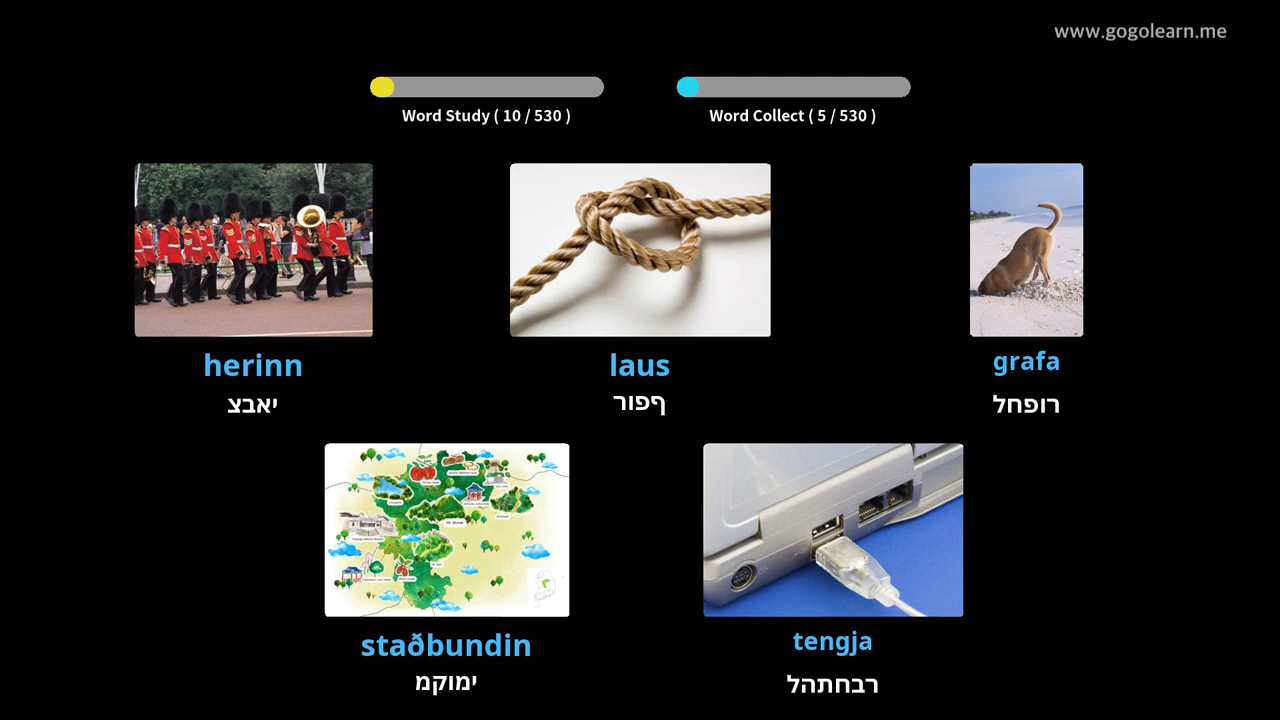 www.gogolearn.me
Word Study ( 10 / 530 )
Word Collect ( 5 / 530 )
herinn
יאבצ
laus
ףפור
grafa
רופחל
staðbundin
ימוקמ
tengja
רבחתהל